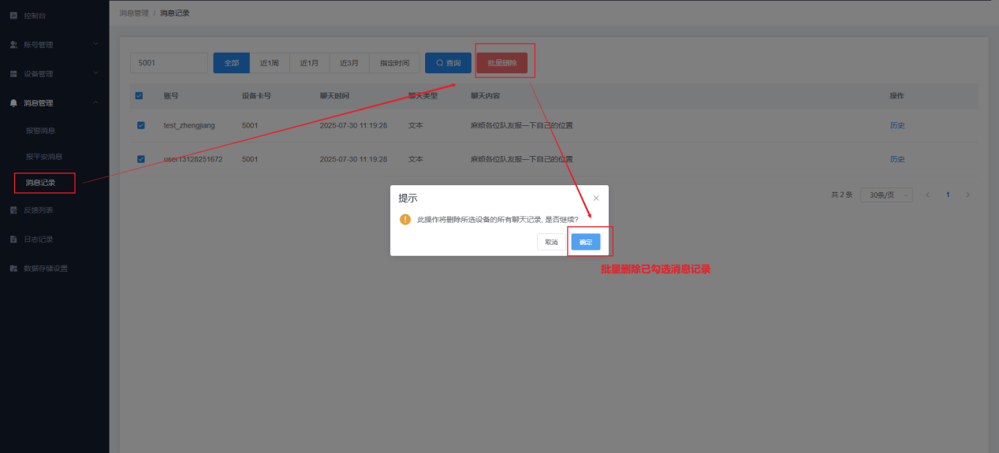 控制台
账号管理
设备管理
消息管理
报警消息
报平安消息
消息记录
反馈列表
日志记录
数据存储设置
消息管理 / 消息记录
5001 全部 近1周 近1月 近3月 指定时间 查询 批量删除
账号 设备卡号 聊天时间 聊天类型 聊天内容 操作
test_zhengjiang 5001 2025-07-30 11:19:28 文本 麻烦各位队友报一下自己的位置 历史
user13128251672 5001 2025-07-30 11:19:28 文本 麻烦各位队友报一下自己的位置 历史
共 2 条 30条/页 1
提示
此操作将删除所选设备的所有聊天记录, 是否继续?
取消 确定
批量删除已勾选消息记录